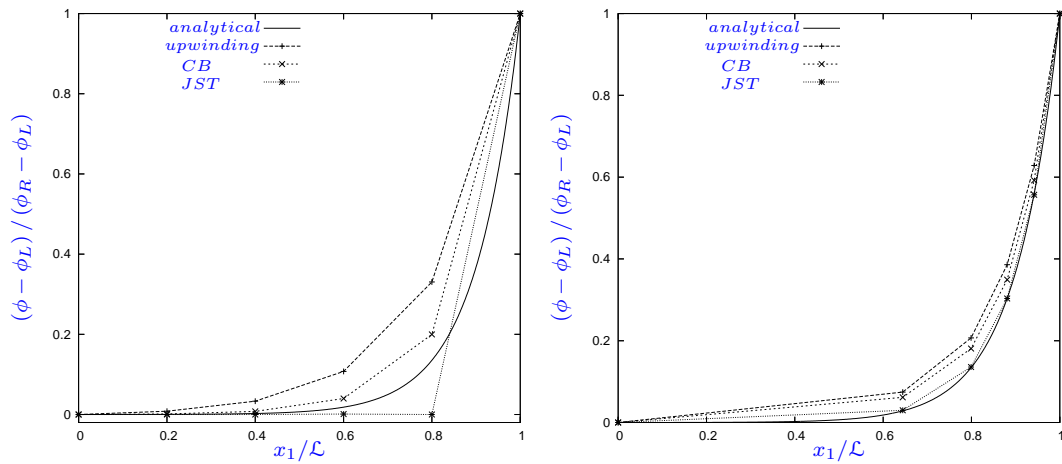 analytical
upwinding
CB
JST
1
0.8
0.6
0.4
0.2
0
(ϕ − ϕ_L) / (ϕ_R − ϕ_L)
0 0.2 0.4 0.6 0.8 1
x_1/ℒ
analytical
upwinding
CB
JST
1
0.8
0.6
0.4
0.2
0
(ϕ − ϕ_L) / (ϕ_R − ϕ_L)
0 0.2 0.4 0.6 0.8 1
x_1/ℒ